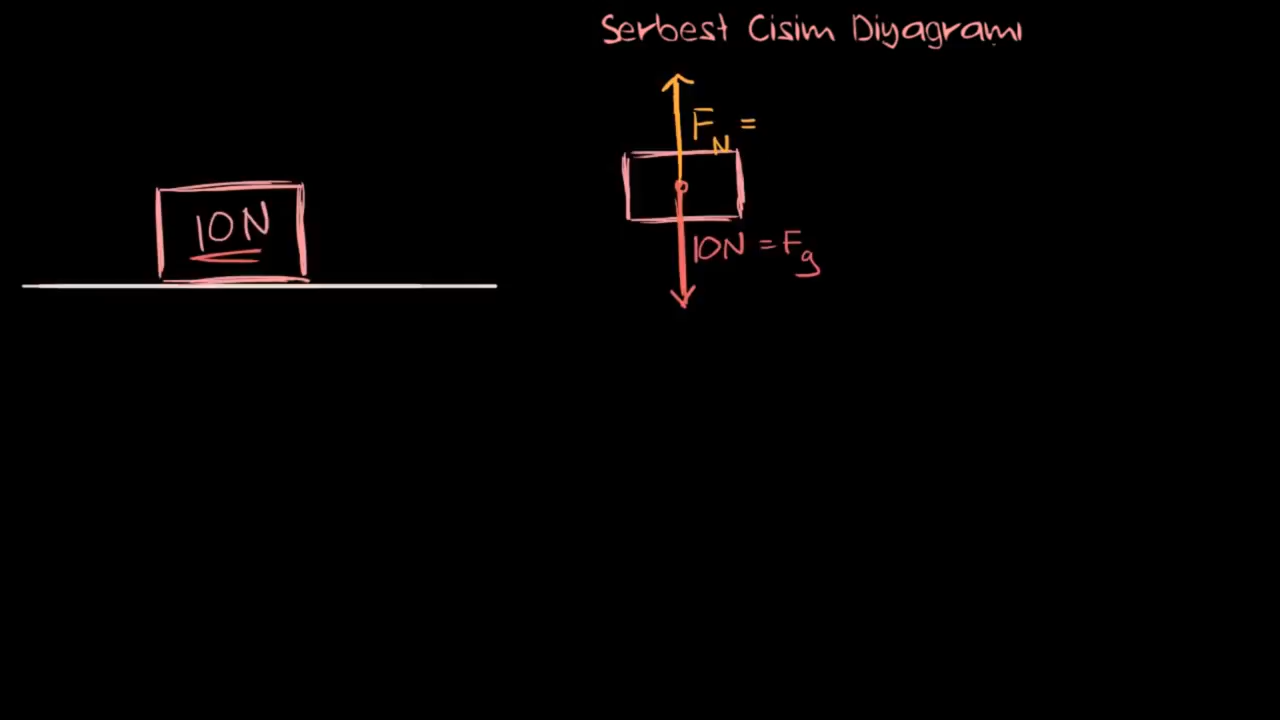 Serbest Cisim Diyagramı
F_N =
10N
10N = F_g